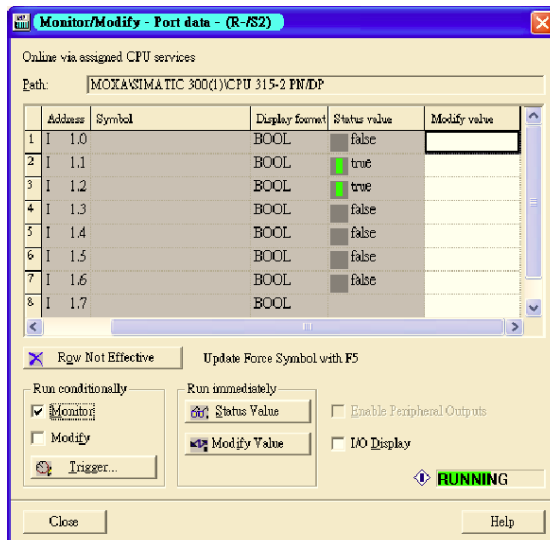 Monitor/Modify - Port data - (R-/S2)
Online via assigned CPU services
Path: MOXA\SIMATIC 300(1)\CPU 315-2 PN/DP
Address Symbol Display format Status value Modify value
1 I 1.0 BOOL false
2 I 1.1 BOOL true
3 I 1.2 BOOL true
4 I 1.3 BOOL false
5 I 1.4 BOOL false
6 I 1.5 BOOL false
7 I 1.6 BOOL false
8 I 1.7 BOOL
Row Not Effective Update Force Symbol with F5
Run conditionally Run immediately
Monitor Status Value Enable Peripheral Outputs
Modify Modify Value I/O Display
Trigger...
RUNNING
Close Help